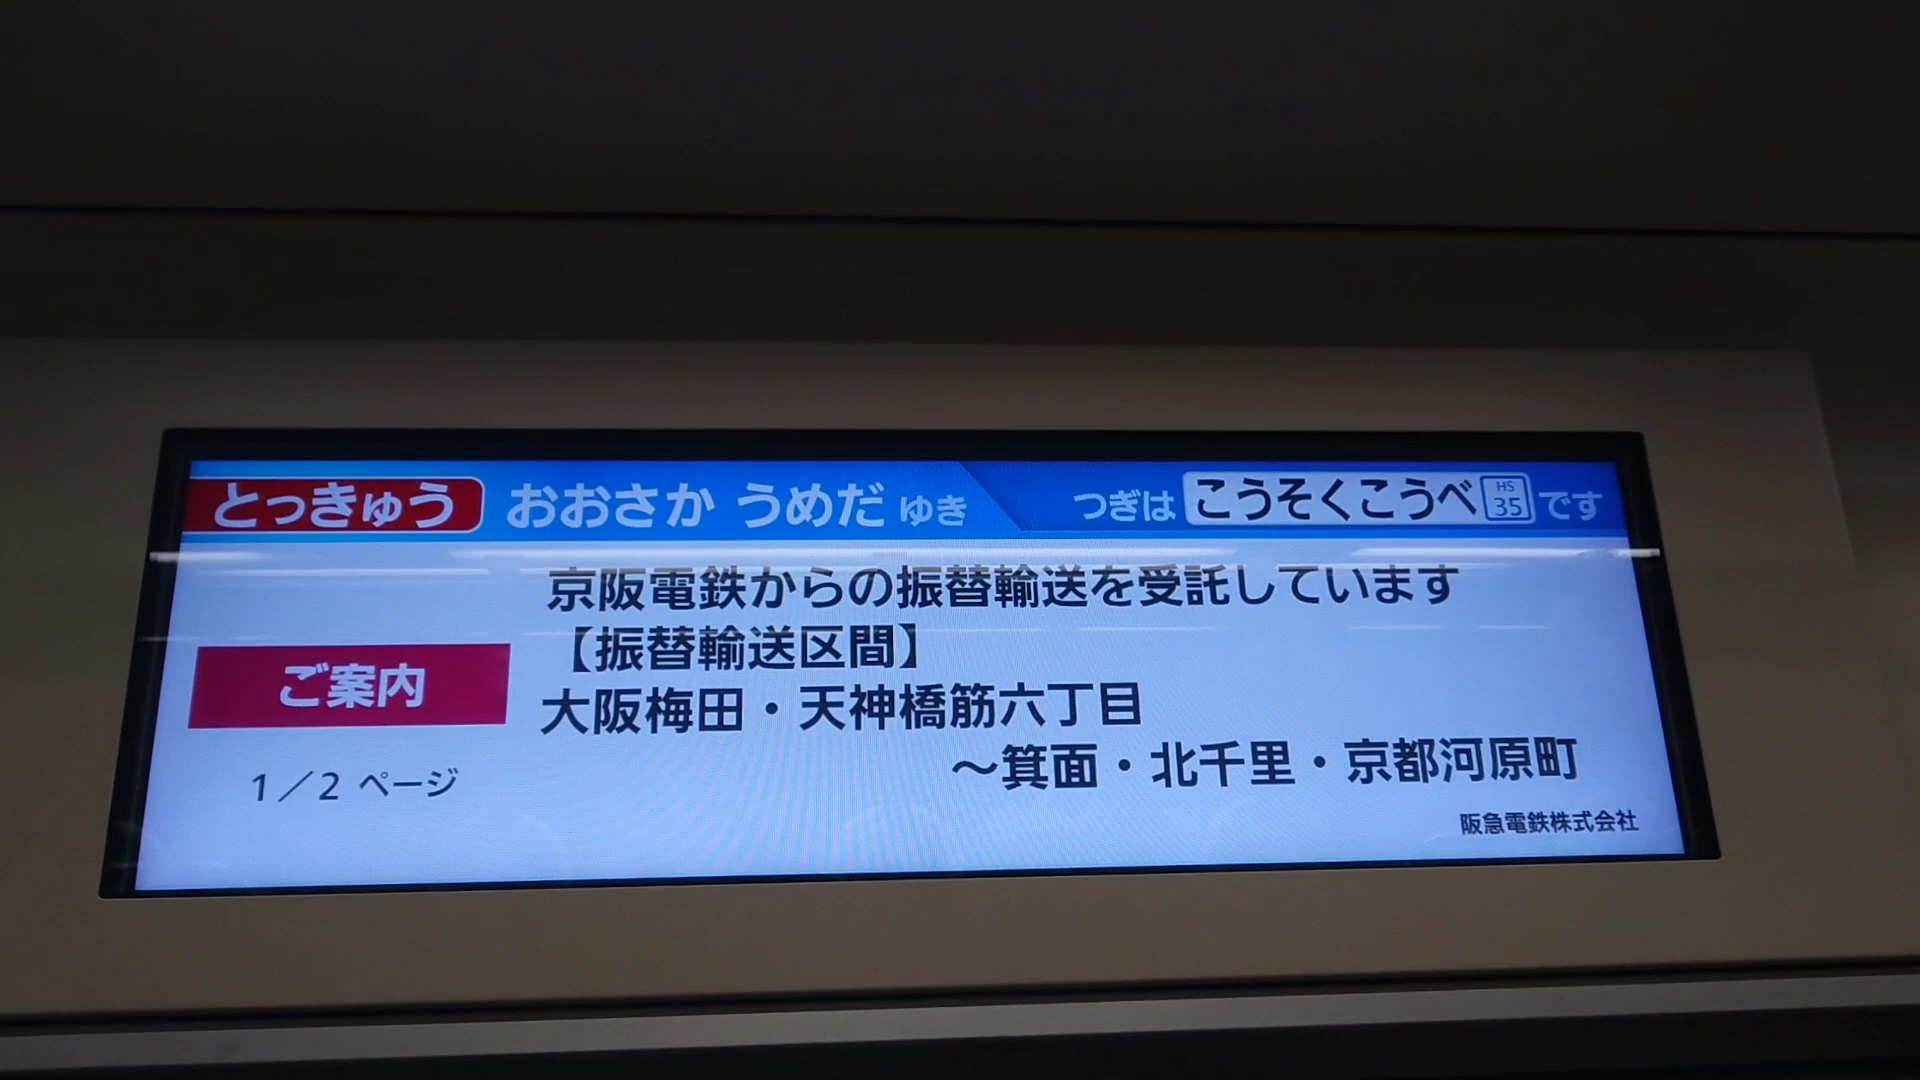 とっきゅう おおさか うめだ ゆき つぎは こうそくこうべ HS 35 です
京阪電鉄からの振替輸送を受託しています
【振替輸送区間】
ご案内
大阪梅田・天神橋筋六丁目
～箕面・北千里・京都河原町
1／2 ページ
阪急電鉄株式会社